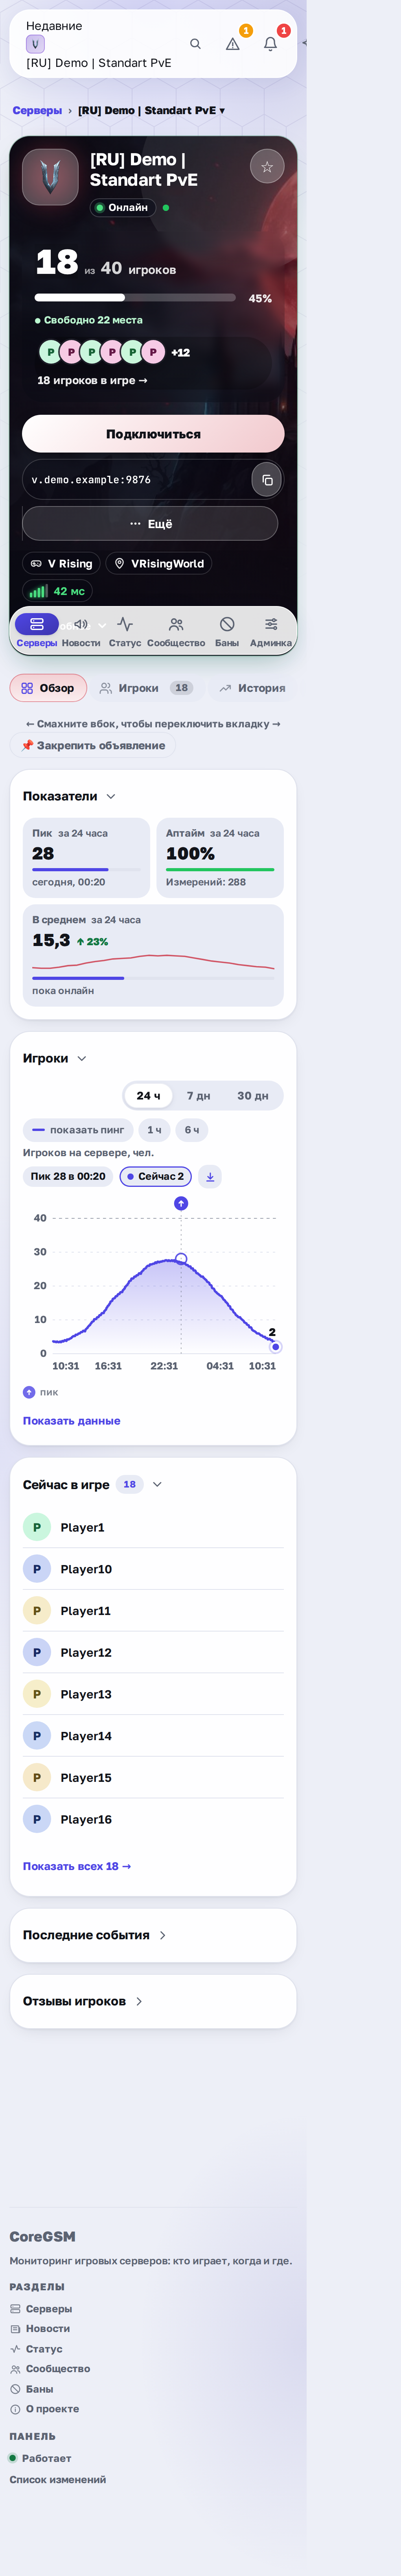 Недавние
[RU] Demo | Standart PvE
1
1
Серверы › [RU] Demo | Standart PvE ▾
[RU] Demo |
Standart PvE
Онлайн
18 из 40 игроков
45%
Свободно 22 места
P P P P P P +12
18 игроков в игре →
Подключиться
v.demo.example:9876
··· Ещё
V Rising
VRisingWorld
42 мс
Серверы
Новости
Статус
Сообщество
Баны
Админка
Обзор
Игроки 18
История
← Смахните вбок, чтобы переключить вкладку →
📌 Закрепить объявление
Показатели
Пик за 24 часа
28
сегодня, 00:20
Аптайм за 24 часа
100%
Измерений: 288
В среднем за 24 часа
15,3 ↑ 23%
пока онлайн
Игроки
24 ч
7 дн
30 дн
показать пинг
1 ч
6 ч
Игроков на сервере, чел.
Пик 28 в 00:20
Сейчас 2
40
30
20
10
0
2
10:31 16:31 22:31 04:31 10:31
пик
Показать данные
Сейчас в игре 18
P Player1
P Player10
P Player11
P Player12
P Player13
P Player14
P Player15
P Player16
Показать всех 18 →
Последние события
Отзывы игроков
CoreGSM
Мониторинг игровых серверов: кто играет, когда и где.
РАЗДЕЛЫ
Серверы
Новости
Статус
Сообщество
Баны
О проекте
ПАНЕЛЬ
Работает
Список изменений